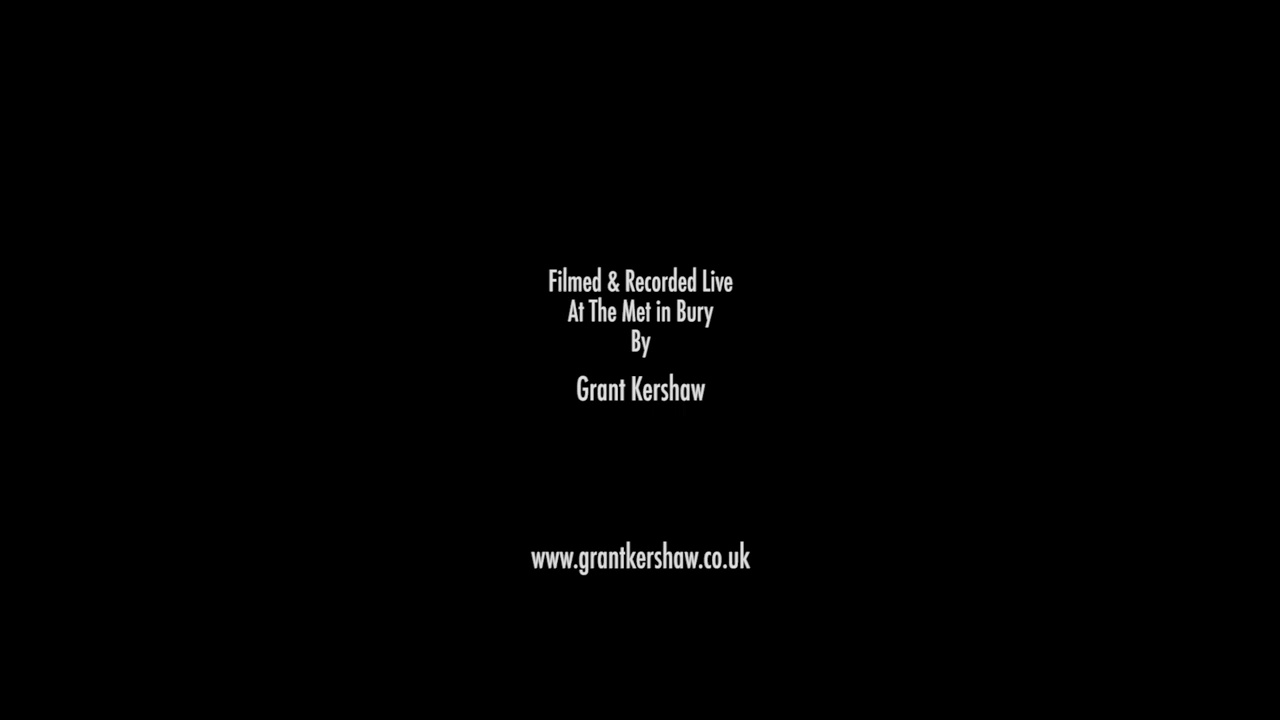 Filmed & Recorded Live
At The Met in Bury
By
Grant Kershaw
www.grantkershaw.co.uk